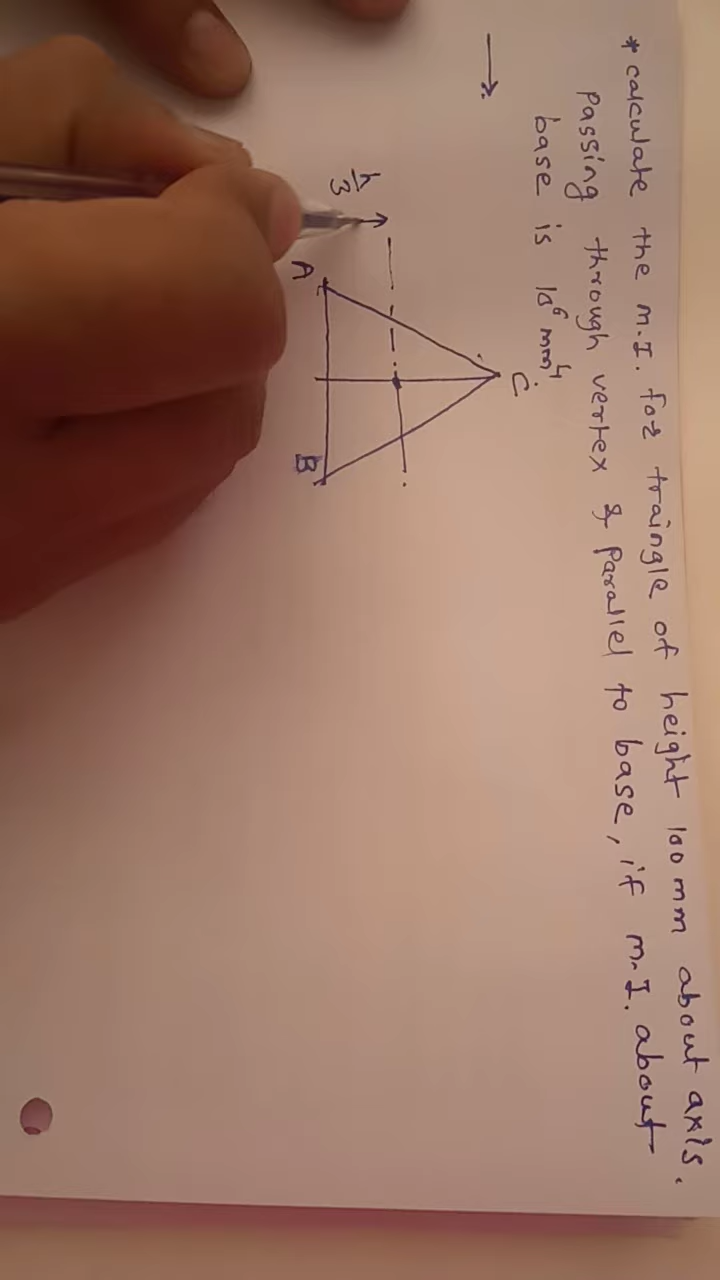 * calculate the m.I. for traingle of height 100 mm about axis.
passing through vertex & parallel to base, if m.I. about
base is 10⁶ mm⁴.
→
C
h/3
A
B